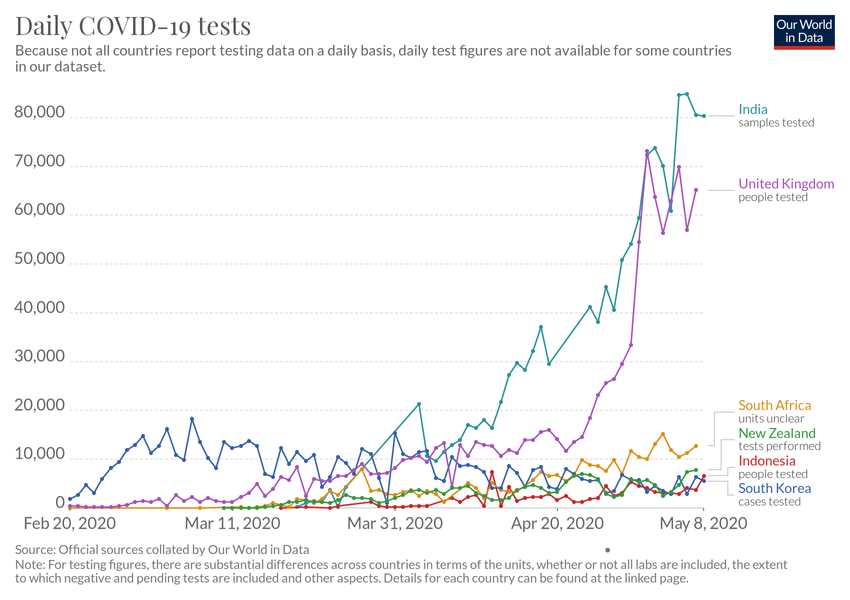 Daily COVID-19 tests
Our World
in Data
Because not all countries report testing data on a daily basis, daily test figures are not available for some countries
in our dataset.
80,000
70,000
60,000
50,000
40,000
30,000
20,000
10,000
0
India
samples tested
United Kingdom
people tested
South Africa
units unclear
New Zealand
tests performed
Indonesia
people tested
South Korea
cases tested
Feb 20, 2020
Mar 11, 2020
Mar 31, 2020
Apr 20, 2020
May 8, 2020
Source: Official sources collated by Our World in Data
Note: For testing figures, there are substantial differences across countries in terms of the units, whether or not all labs are included, the extent
to which negative and pending tests are included and other aspects. Details for each country can be found at the linked page.